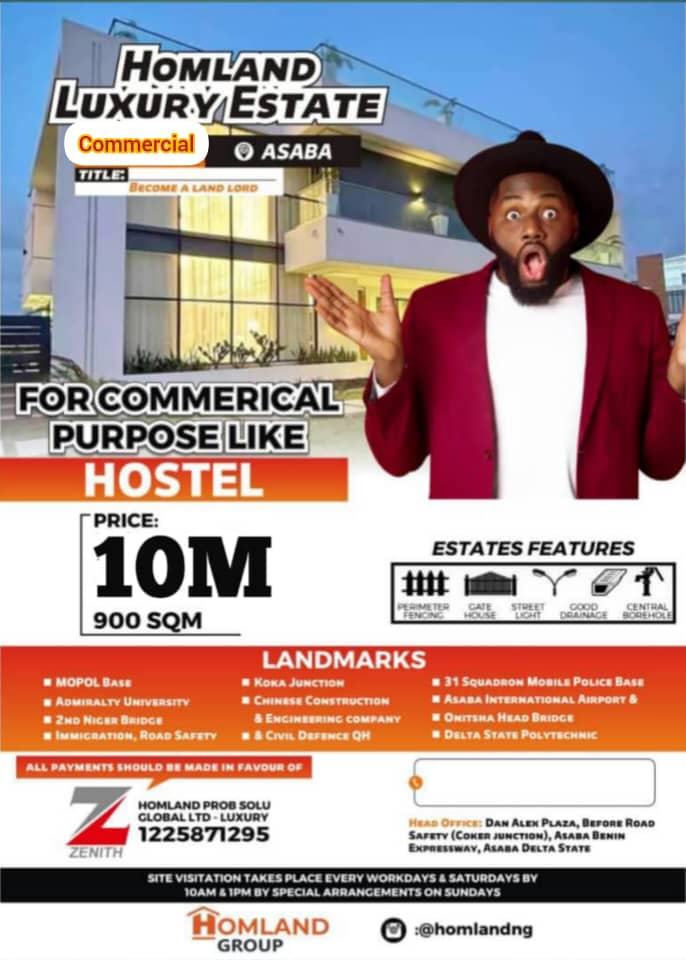 HOMLAND
LUXURY ESTATE
Commercial
ASABA
TITLE:
BECOME A LAND LORD
FOR COMMERICAL
PURPOSE LIKE
HOSTEL
PRICE:
10M
900 SQM
ESTATES FEATURES
PERIMETER FENCING
GATE HOUSE
STREET LIGHT
GOOD DRAINAGE
CENTRAL BOREHOLE
LANDMARKS
MOPOL BASE
ADMIRALTY UNIVERSITY
2ND NIGER BRIDGE
IMMIGRATION, ROAD SAFETY
KOKA JUNCTION
CHINESE CONSTRUCTION
& ENGINEERING COMPANY
& CIVIL DEFENCE QH
31 SQUADRON MOBILE POLICE BASE
ASABA INTERNATIONAL AIRPORT &
ONITSHA HEAD BRIDGE
DELTA STATE POLYTECHNIC
ALL PAYMENTS SHOULD BE MADE IN FAVOUR OF
ZENITH
HOMLAND PROB SOLU
GLOBAL LTD - LUXURY
1225871295
HEAD OFFICE: DAN ALEX PLAZA, BEFORE ROAD
SAFETY (COKER JUNCTION), ASABA BENIN
EXPRESSWAY, ASABA DELTA STATE
SITE VISITATION TAKES PLACE EVERY WORKDAYS & SATURDAYS BY
10AM & 1PM BY SPECIAL ARRANGEMENTS ON SUNDAYS
HOMLAND
GROUP
:@homlandng